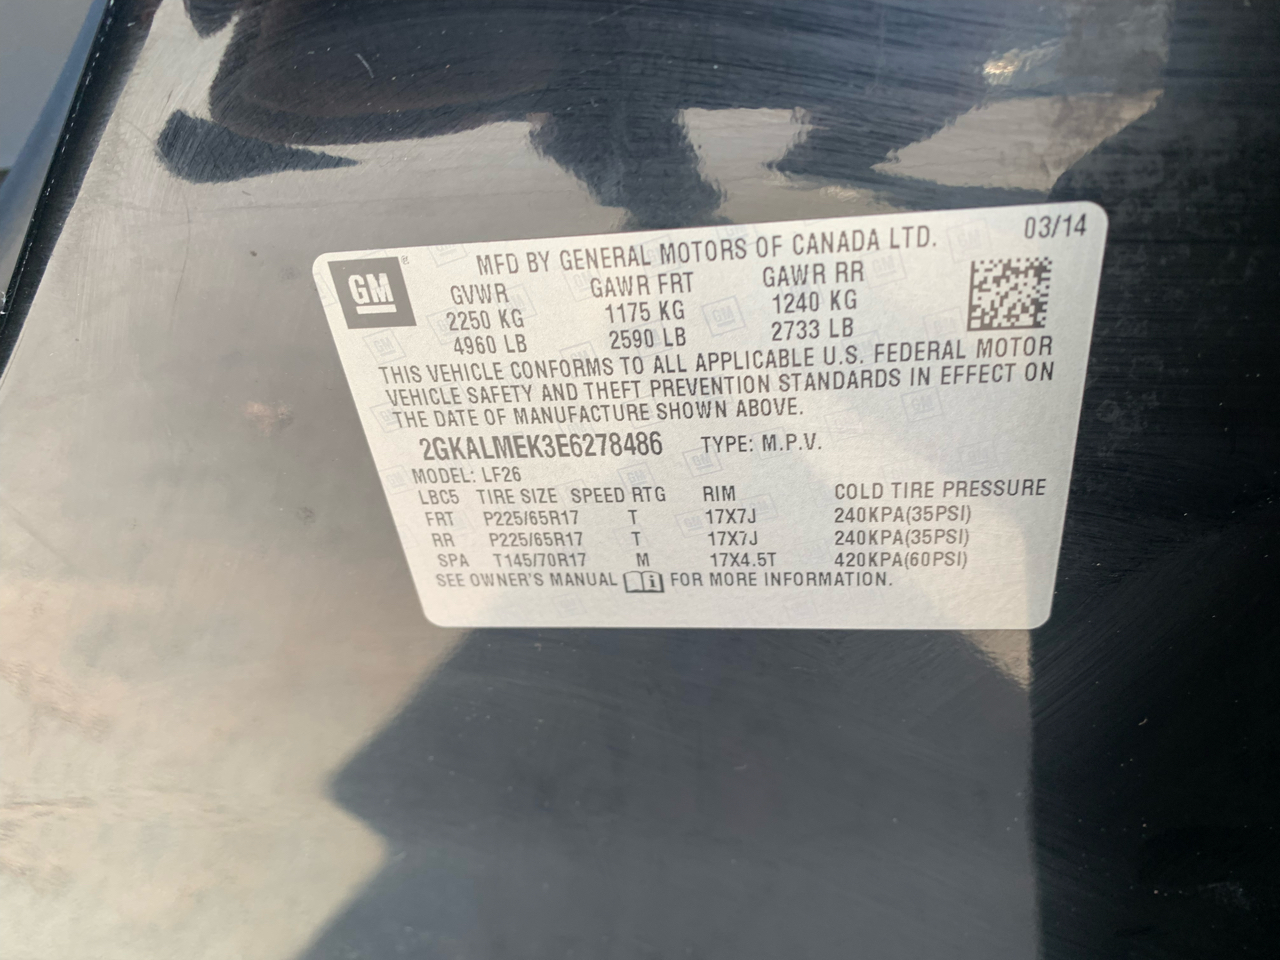 03/14
GM ®
MFD BY GENERAL MOTORS OF CANADA LTD.
GVWR GAWR FRT GAWR RR
2250 KG 1175 KG 1240 KG
4960 LB 2590 LB 2733 LB
THIS VEHICLE CONFORMS TO ALL APPLICABLE U.S. FEDERAL MOTOR
VEHICLE SAFETY AND THEFT PREVENTION STANDARDS IN EFFECT ON
THE DATE OF MANUFACTURE SHOWN ABOVE.
2GKALMEK3E6278486 TYPE: M.P.V.
MODEL: LF26
LBC5 TIRE SIZE SPEED RTG RIM COLD TIRE PRESSURE
FRT P225/65R17 T 17X7J 240KPA(35PSI)
RR P225/65R17 T 17X7J 240KPA(35PSI)
SPA T145/70R17 M 17X4.5T 420KPA(60PSI)
SEE OWNER'S MANUAL i FOR MORE INFORMATION.